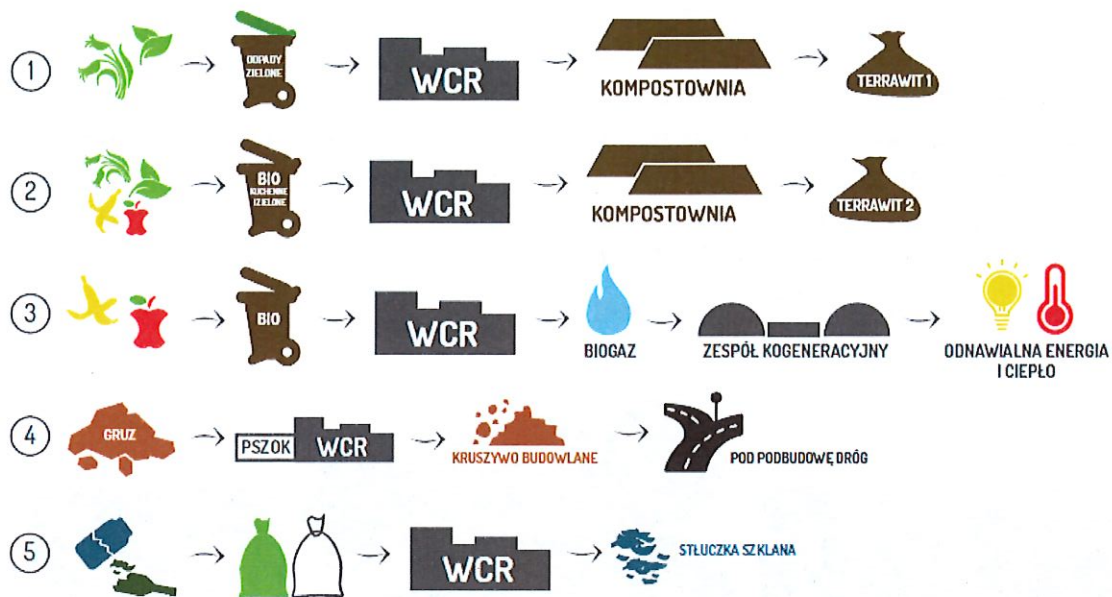 1
ODPADY
ZIELONE
WCR
KOMPOSTOWNIA
TERRAWIT 1
2
BIO
KUCHENNE
I ZIELONE
WCR
KOMPOSTOWNIA
TERRAWIT 2
3
BIO
WCR
BIOGAZ
ZESPÓŁ KOGENERACYJNY
ODNAWIALNA ENERGIA
I CIEPŁO
4
GRUZ
PSZOK
WCR
KRUSZYWO BUDOWLANE
POD PODBUDOWĘ DRÓG
5
WCR
STŁUCZKA SZKLANA